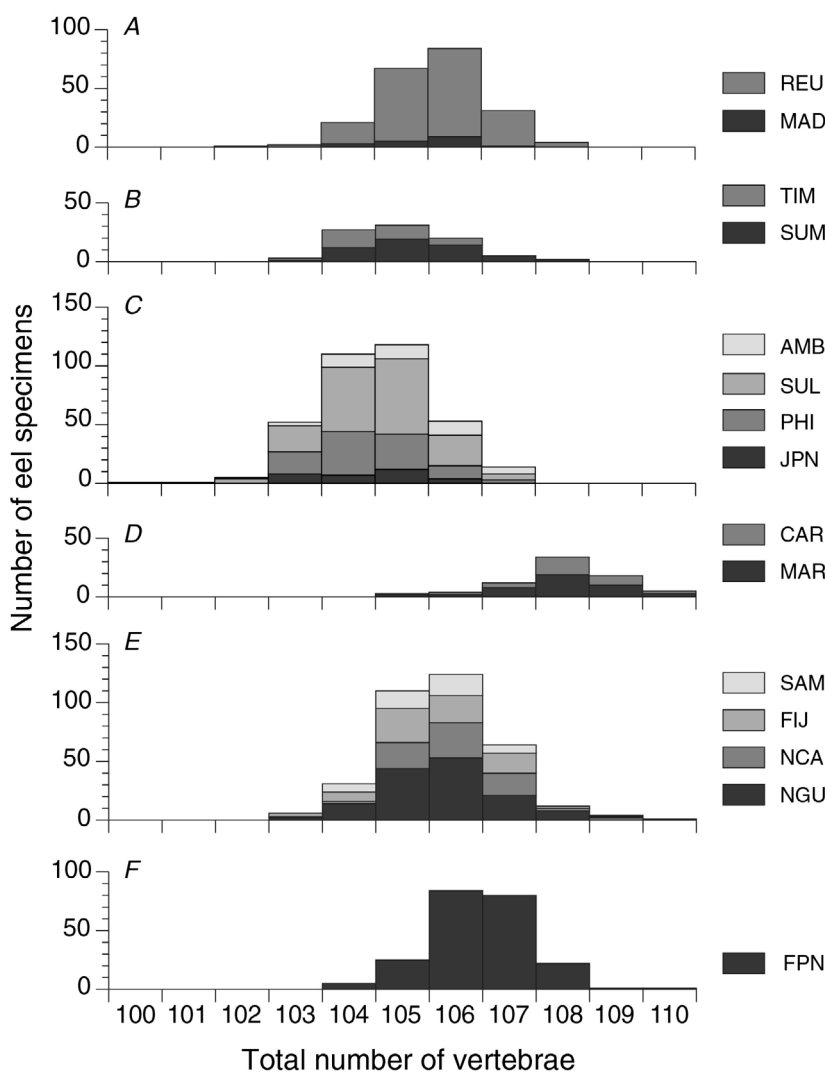 A
100
50
0
REU
MAD
B
50
0
TIM
SUM
C
150
100
50
0
AMB
SUL
PHI
JPN
D
50
0
CAR
MAR
E
150
100
50
0
SAM
FIJ
NCA
NGU
F
100
50
0
FPN
Number of eel specimens
100 101 102 103 104 105 106 107 108 109 110
Total number of vertebrae